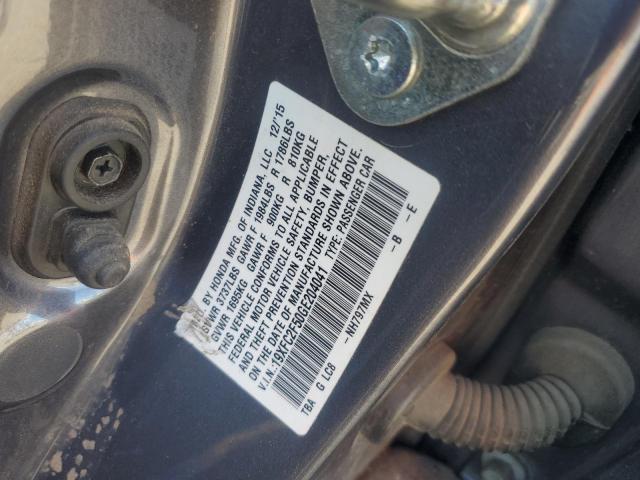 BY HONDA MFG. OF INDIANA, LLC 12/'15
GVWR 3737LBS GAWR F 1984LBS R 1786LBS
GVWR 1695KG GAWR F 900KG R 810KG
THIS VEHICLE CONFORMS TO ALL APPLICABLE
FEDERAL MOTOR VEHICLE SAFETY, BUMPER,
AND THEFT PREVENTION STANDARDS IN EFFECT
ON THE DATE OF MANUFACTURE SHOWN ABOVE.
V.I.N.: 19XFC2F50GE204041 TYPE: PASSENGER CAR
-NH797MX -B -E
TBA G LC8